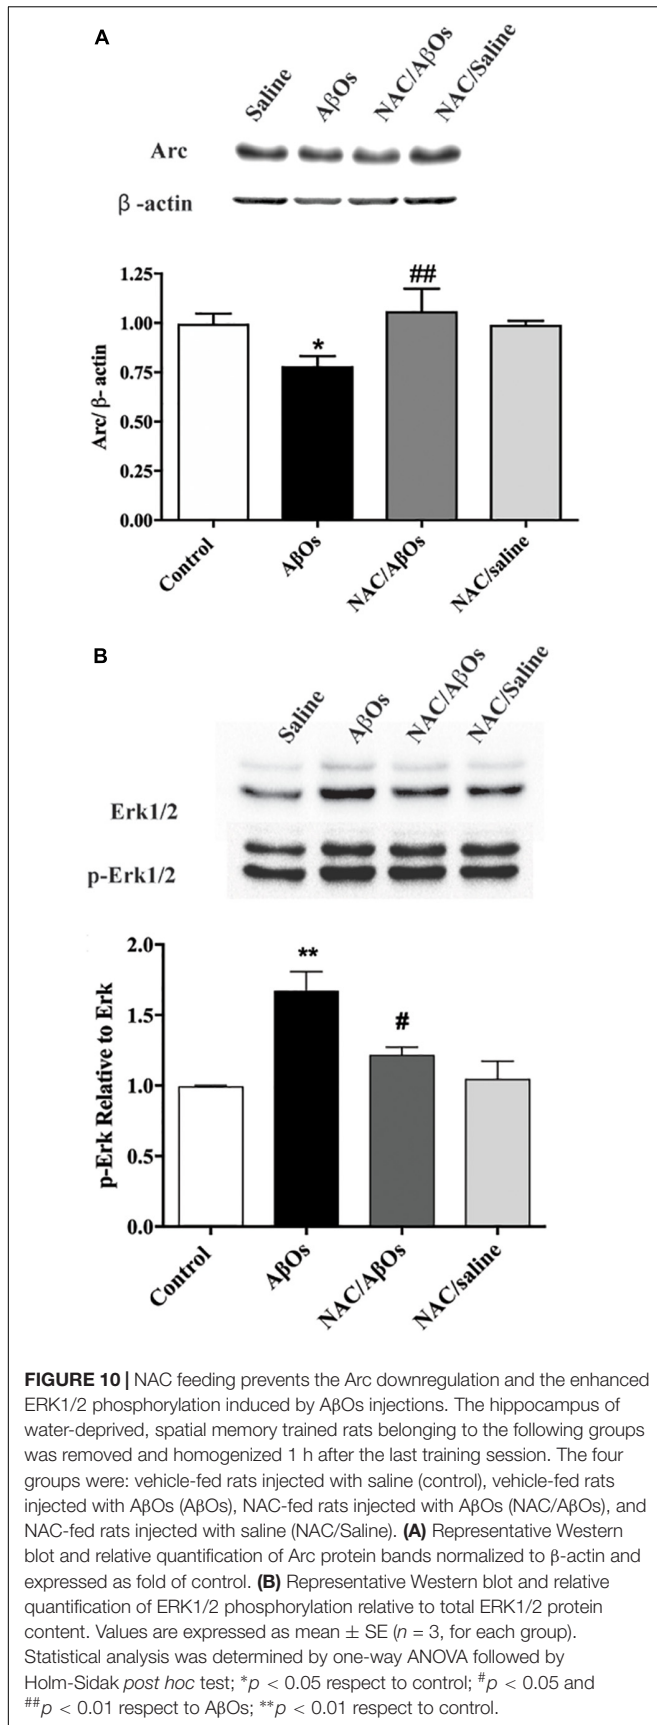 A
Saline
AβOs
NAC/AβOs
NAC/Saline
Arc
β -actin
1.25
1.00
0.75
0.50
0.25
0.00
Arc/ β- actin
*
##
Control
AβOs
NAC/AβOs
NAC/saline
B
Saline
AβOs
NAC/AβOs
NAC/Saline
Erk1/2
p-Erk1/2
2.0
1.5
1.0
0.5
0.0
p-Erk Relative to Erk
**
#
Control
AβOs
NAC/AβOs
NAC/saline
FIGURE 10 | NAC feeding prevents the Arc downregulation and the enhanced
ERK1/2 phosphorylation induced by AβOs injections. The hippocampus of
water-deprived, spatial memory trained rats belonging to the following groups
was removed and homogenized 1 h after the last training session. The four
groups were: vehicle-fed rats injected with saline (control), vehicle-fed rats
injected with AβOs (AβOs), NAC-fed rats injected with AβOs (NAC/AβOs), and
NAC-fed rats injected with saline (NAC/Saline). (A) Representative Western
blot and relative quantification of Arc protein bands normalized to β-actin and
expressed as fold of control. (B) Representative Western blot and relative
quantification of ERK1/2 phosphorylation relative to total ERK1/2 protein
content. Values are expressed as mean ± SE (n = 3, for each group).
Statistical analysis was determined by one-way ANOVA followed by
Holm-Sidak post hoc test; *p < 0.05 respect to control; #p < 0.05 and
##p < 0.01 respect to AβOs; **p < 0.01 respect to control.